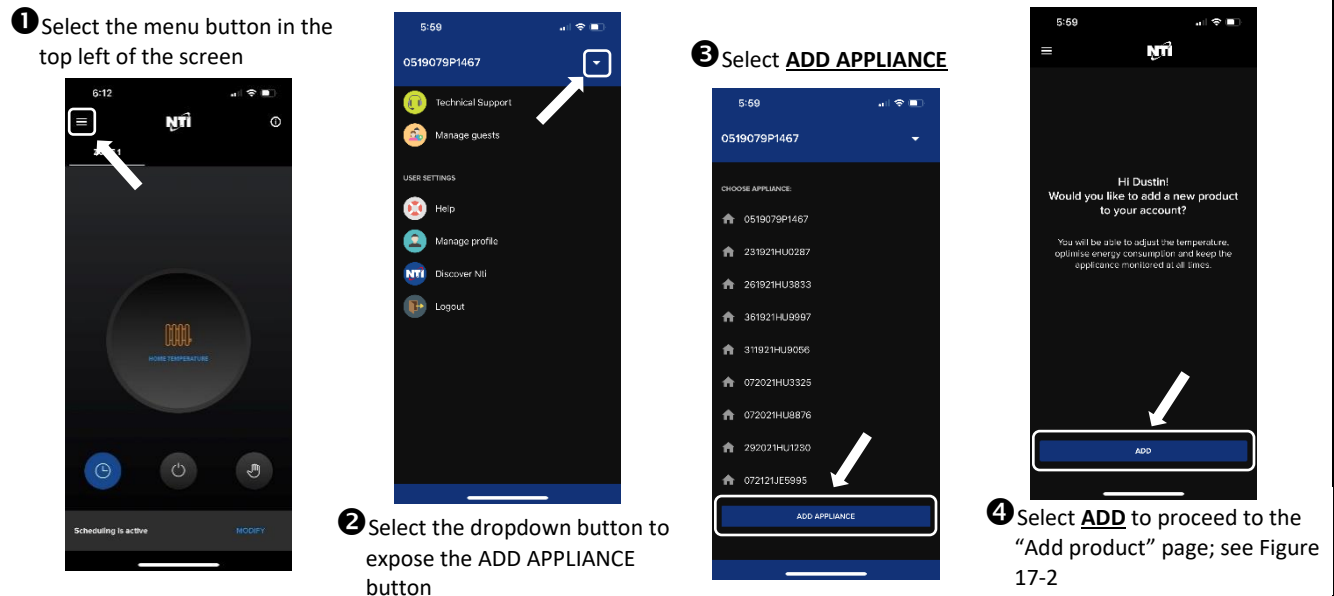 ❶Select the menu button in the
top left of the screen
6:12
NTI
HOME TEMPERATURE
Scheduling is active
MODIFY
5:59
0519079P1467
Technical Support
Manage guests
USER SETTINGS
Help
Manage profile
NTI Discover Nti
Logout
❷Select the dropdown button to
expose the ADD APPLIANCE
button
❸Select ADD APPLIANCE
5:59
0519079P1467
CHOOSE APPLIANCE:
0519079P1467
231921HU0287
261921HU3833
361921HU9997
311921HU9056
072021HU3325
072021HU8876
292021HU1230
072121JE5995
ADD APPLIANCE
5:59
NTI
Hi Dustin!
Would you like to add a new product
to your account?
You will be able to adjust the temperature,
optimise energy consumption and keep the
applicance monitored at all times.
ADD
❹Select ADD to proceed to the
“Add product” page; see Figure
17-2